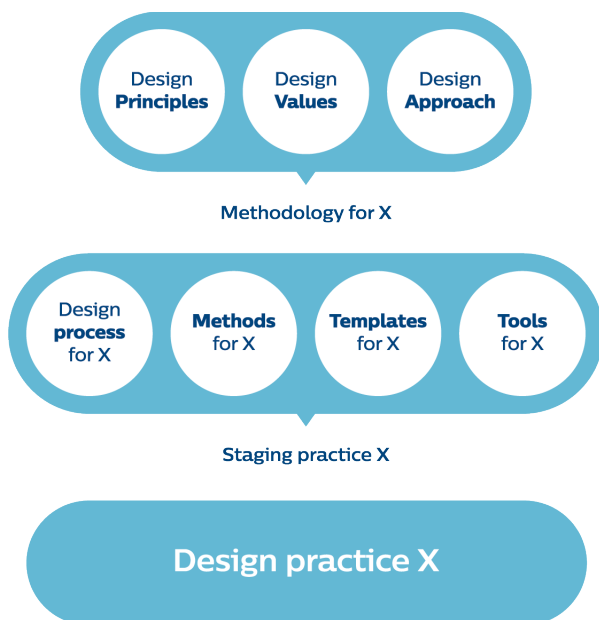 Design
Principles
Design
Values
Design
Approach
Methodology for X
Design
process
for X
Methods
for X
Templates
for X
Tools
for X
Staging practice X
Design practice X